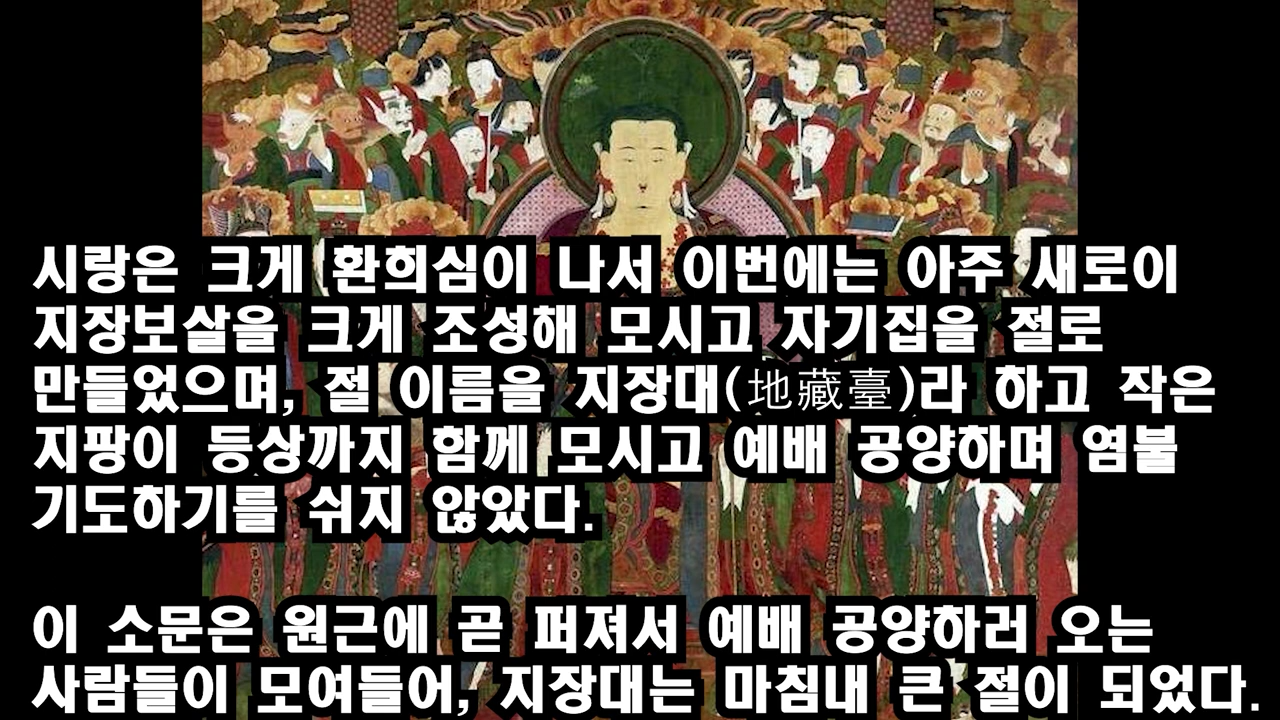 시랑은 크게 환희심이 나서 이번에는 아주 새로이
지장보살을 크게 조성해 모시고 자기집을 절로
만들었으며, 절 이름을 지장대(地藏臺)라 하고 작은
지팡이 등상까지 함께 모시고 예배 공양하며 염불
기도하기를 쉬지 않았다.
이 소문은 원근에 곧 퍼져서 예배 공양하러 오는
사람들이 모여들어, 지장대는 마침내 큰 절이 되었다.